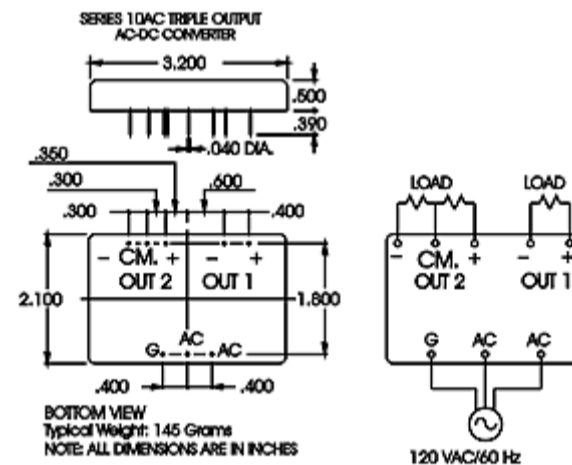 SERIES 10AC TRIPLE OUTPUT
AC-DC CONVERTER
3.200
.500
.390
.040 DIA.
.350
.300
.600
.300
.400
- CM. + - +
OUT 2 OUT 1
2.100
1.800
AC
G AC
.400 .400
BOTTOM VIEW
Typical Weight: 145 Grams
NOTE: ALL DIMENSIONS ARE IN INCHES
LOAD LOAD
- CM. + - +
OUT 2 OUT 1
G AC AC
120 VAC/60 Hz